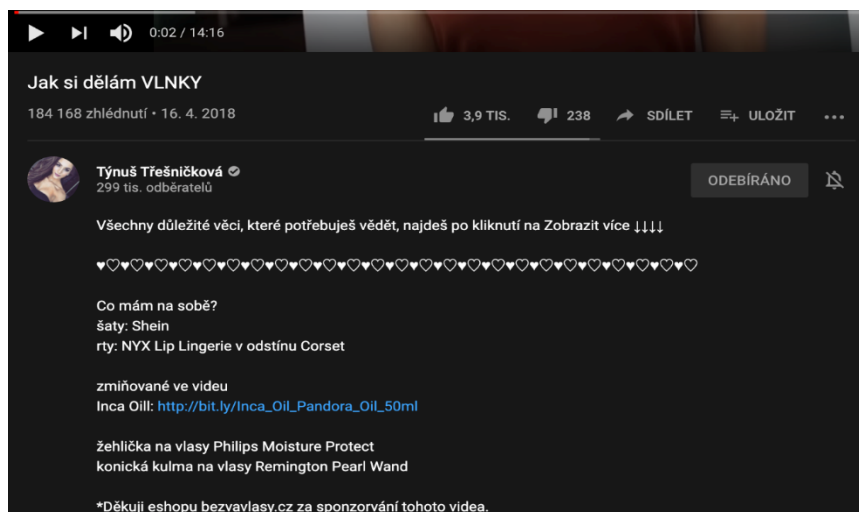 0:02 / 14:16
Jak si dělám VLNKY
184 168 zhlédnutí • 16. 4. 2018
3,9 TIS. 238 SDÍLET ULOŽIT
Týnuš Třešničková
299 tis. odběratelů
ODEBÍRÁNO
Všechny důležité věci, které potřebuješ vědět, najdeš po kliknutí na Zobrazit více ↓↓↓↓
♥♡♥♡♥♡♥♡♥♡♥♡♥♡♥♡♥♡♥♡♥♡♥♡♥♡♥♡♥♡♥♡♥♡
Co mám na sobě?
šaty: Shein
rty: NYX Lip Lingerie v odstínu Corset
zmiňované ve videu
Inca Oill: http://bit.ly/Inca_Oil_Pandora_Oil_50ml
žehlička na vlasy Philips Moisture Protect
konická kulma na vlasy Remington Pearl Wand
*Děkuji eshopu bezvavlasy.cz za sponzorvání tohoto videa.